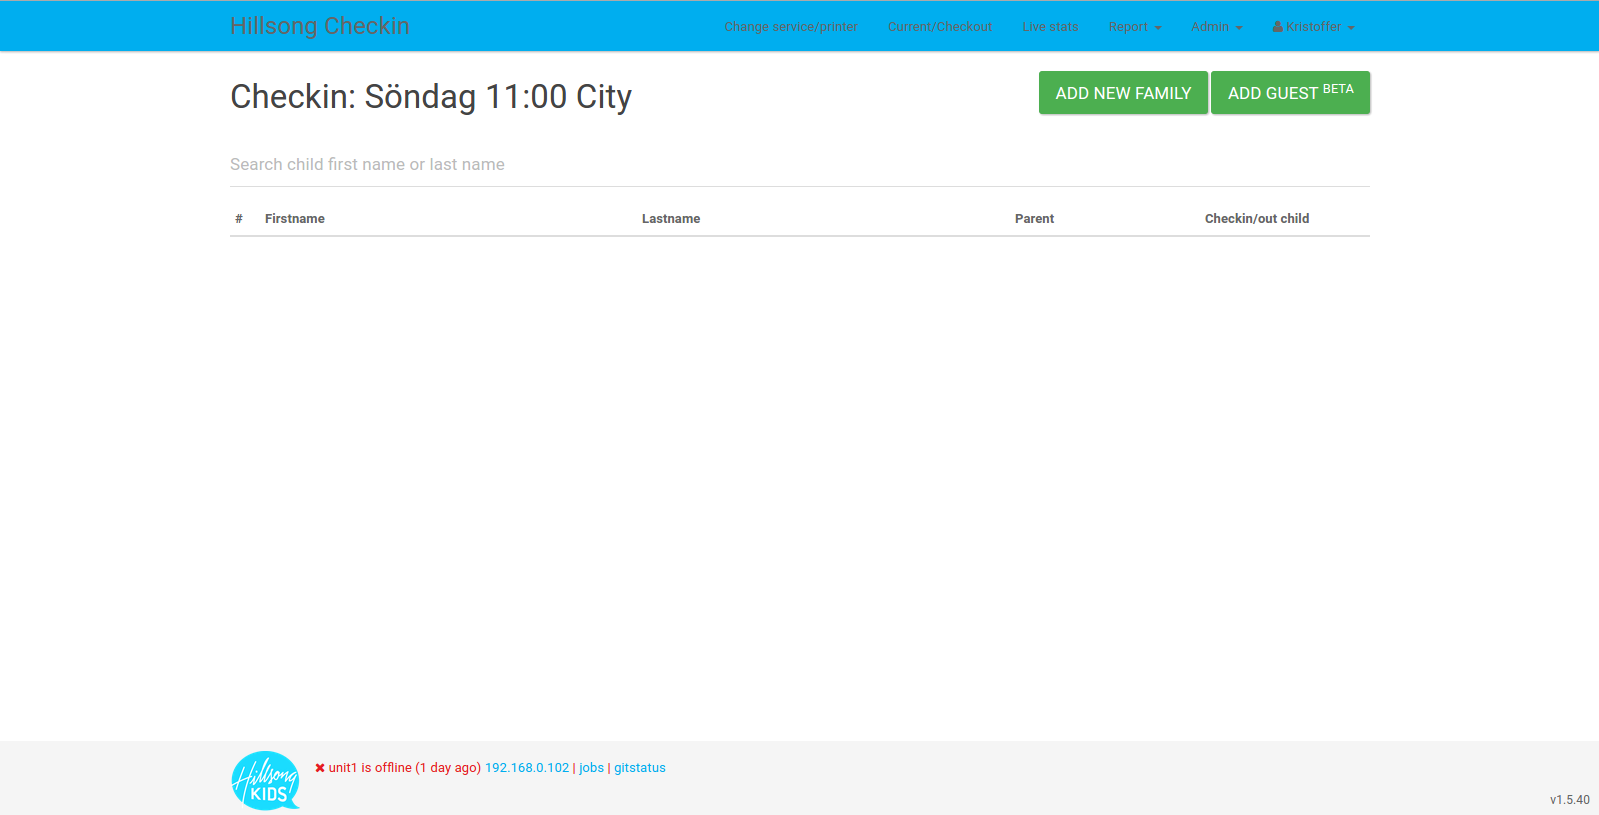 Hillsong Checkin Change service/printer Current/Checkout Live stats Report Admin Kristoffer
Checkin: Söndag 11:00 City ADD NEW FAMILY ADD GUEST BETA
Search child first name or last name
# Firstname Lastname Parent Checkin/out child
Hillsong
KIDS
unit1 is offline (1 day ago) 192.168.0.102 | jobs | gitstatus
v1.5.40